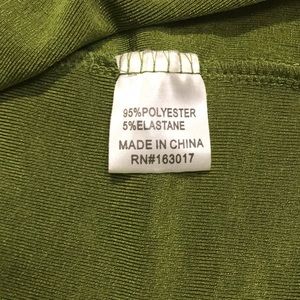 95%POLYESTER
5%ELASTANE
MADE IN CHINA
RN#163017